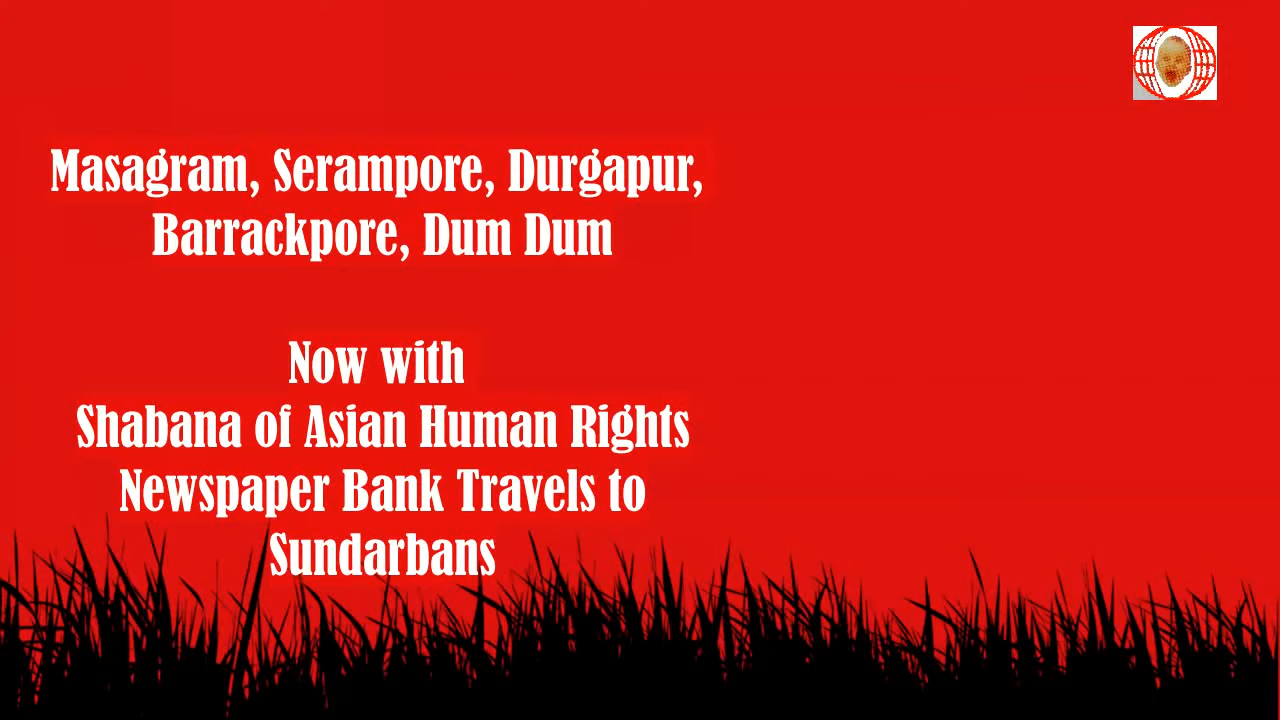 Masagram, Serampore, Durgapur,
Barrackpore, Dum Dum
Now with
Shabana of Asian Human Rights
Newspaper Bank Travels to
Sundarbans